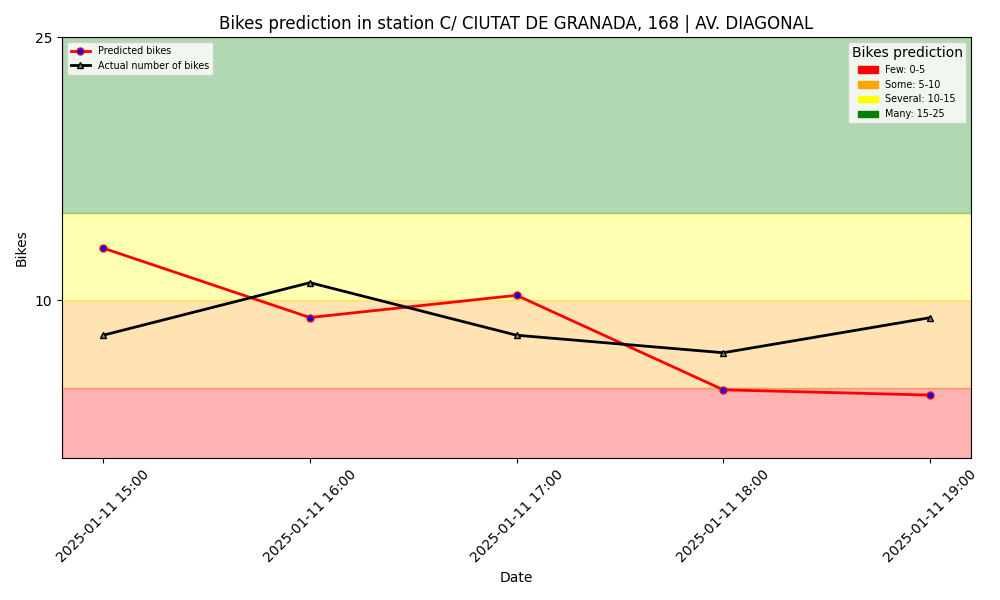 Bikes prediction in station C/ CIUTAT DE GRANADA, 168 | AV. DIAGONAL
25
Predicted bikes
Actual number of bikes
Bikes prediction
Few: 0-5
Some: 5-10
Several: 10-15
Many: 15-25
Bikes
10
2025-01-11 15:00
2025-01-11 16:00
2025-01-11 17:00
2025-01-11 18:00
2025-01-11 19:00
Date